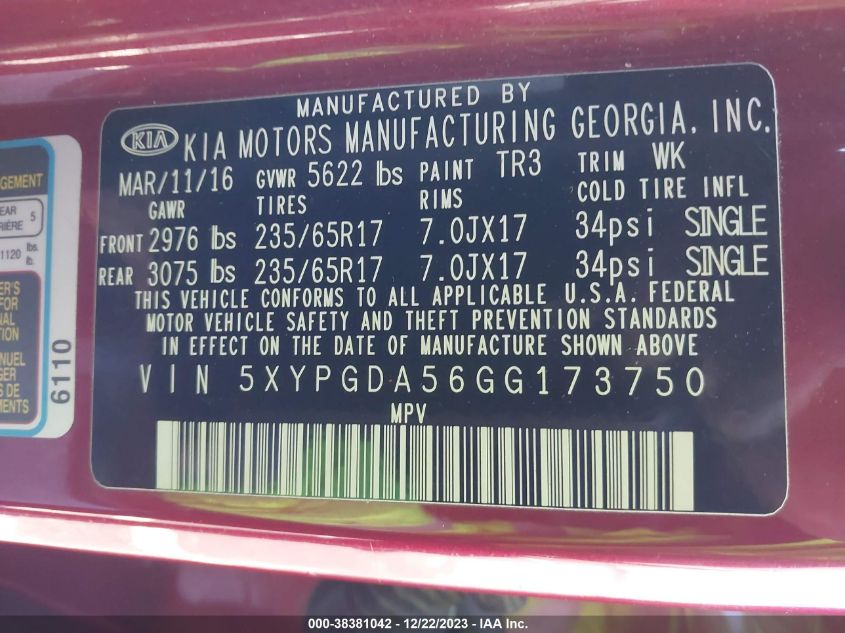 MANUFACTURED BY
KIA KIA MOTORS MANUFACTURING GEORGIA, INC.
MAR/11/16 GVWR 5622 lbs PAINT TR3 TRIM WK
GAWR TIRES RIMS COLD TIRE INFL
FRONT 2976 lbs 235/65R17 7.0JX17 34psi SINGLE
REAR 3075 lbs 235/65R17 7.0JX17 34psi SINGLE
THIS VEHICLE CONFORMS TO ALL APPLICABLE U.S.A. FEDERAL
MOTOR VEHICLE SAFETY AND THEFT PREVENTION STANDARDS
IN EFFECT ON THE DATE OF MANUFACTURE SHOWN ABOVE
VIN 5XYPGDA56GG173750
MPV
5
1120 lbs.
6110
000-38381042 - 12/22/2023 - IAA Inc.